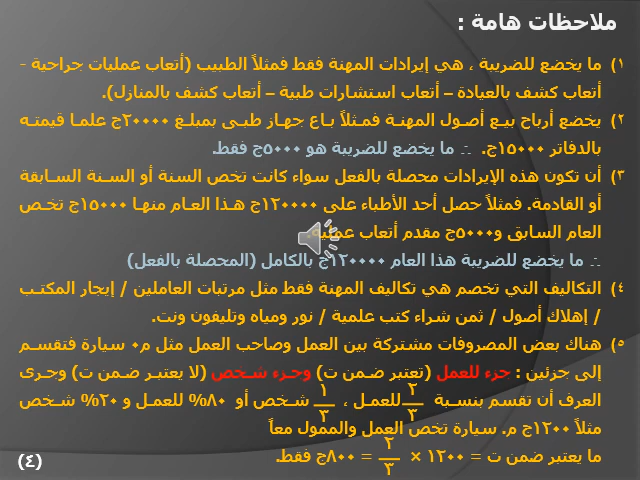 ملاحظات هامة :
١) ما يخضع للضريبة ، هي إيرادات المهنة فقط فمثلاً الطبيب (أتعاب عمليات جراحية -
أتعاب كشف بالعيادة – أتعاب استشارات طبية – أتعاب كشف بالمنازل).
٢) يخضع أرباح بيع أصول المهنة فمثلاً باع جهاز طبى بمبلغ ٢٠٠٠٠ج علما قيمته
بالدفاتر ١٥٠٠٠ج. ∴ ما يخضع للضريبة هو ٥٠٠٠ج فقط.
٣) أن تكون هذه الإيرادات محصلة بالفعل سواء كانت تخص السنة أو السنة السابقة
أو القادمة. فمثلاً حصل أحد الأطباء على ١٢٠٠٠٠ج هذا العام منها ١٥٠٠٠ج تخص
العام السابق و٥٠٠٠ج مقدم أتعاب عملية.
∴ ما يخضع للضريبة هذا العام ١٢٠٠٠٠ج بالكامل (المحصلة بالفعل)
٤) التكاليف التي تخصم هي تكاليف المهنة فقط مثل مرتبات العاملين / إيجار المكتب
/ إهلاك أصول / ثمن شراء كتب علمية / نور ومياه وتليفون ونت.
٥) هناك بعض المصروفات مشتركة بين العمل وصاحب العمل مثل م٠ سيارة فتقسم
إلى جزئين : جزء للعمل (تعتبر ضمن ت) وجزء شخص (لا يعتبر ضمن ت) وجرى
العرف أن تقسم بنسبة ٢/٣ للعمل ، ١/٣ شخص أو ٨٠% للعمل و ٢٠% شخص
مثلاً ١٢٠٠ج م. سيارة تخص العمل والممول معاً
ما يعتبر ضمن ت = ١٢٠٠ × ٢/٣ = ٨٠٠ج فقط.
(٤)